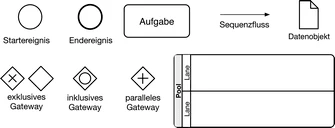 Aufgabe
Startereignis
Endereignis
Sequenzfluss
Datenobjekt
exklusives
Gateway
inklusives
Gateway
paralleles
Gateway
Pool
Lane
Lane